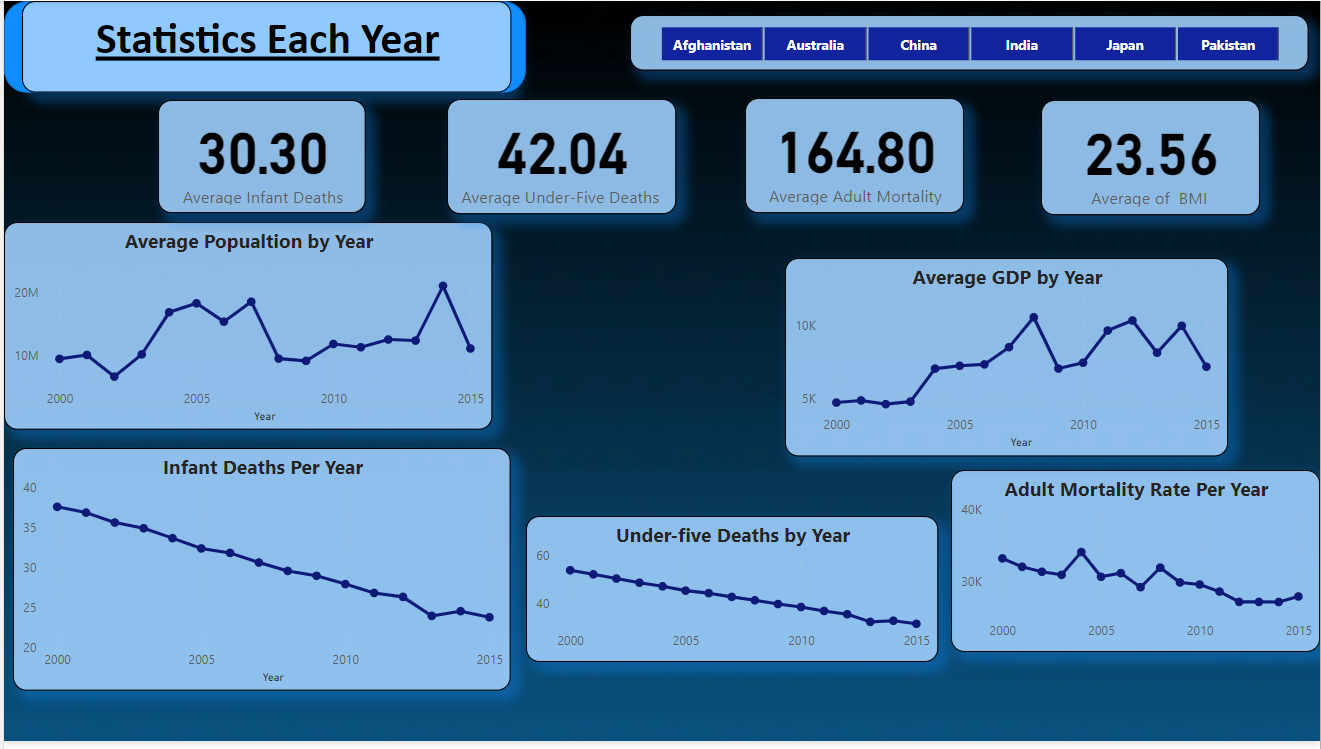 Statistics Each Year
Afghanistan Australia China India Japan Pakistan
30.30
Average Infant Deaths
42.04
Average Under-Five Deaths
164.80
Average Adult Mortality
23.56
Average of BMI
Average Popualtion by Year
20M
10M
2000 2005 2010 2015
Year
Average GDP by Year
10K
5K
2000 2005 2010 2015
Year
Infant Deaths Per Year
40
35
30
25
20
2000 2005 2010 2015
Year
Under-five Deaths by Year
60
40
2000 2005 2010 2015
Adult Mortality Rate Per Year
40K
30K
2000 2005 2010 2015